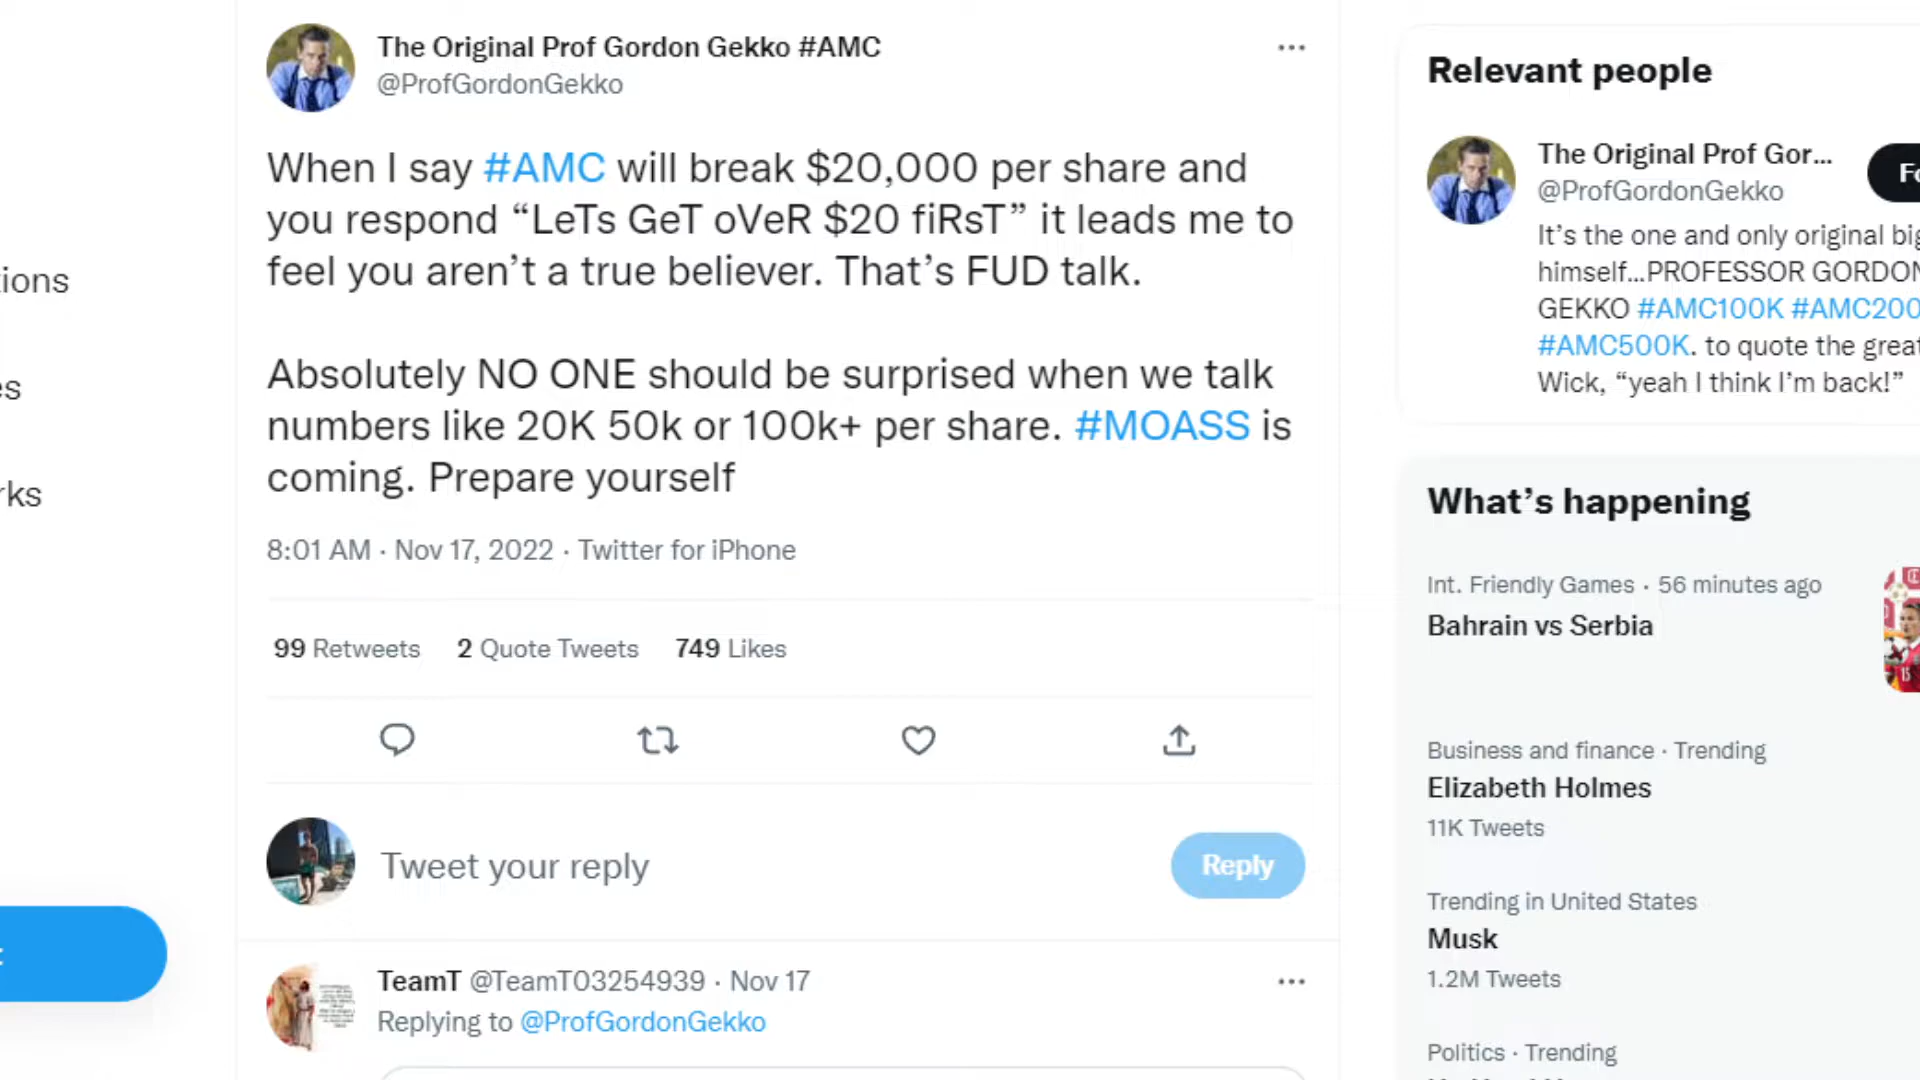 The Original Prof Gordon Gekko #AMC
@ProfGordonGekko
When I say #AMC will break $20,000 per share and
you respond “LeTs GeT oVeR $20 fiRsT” it leads me to
feel you aren’t a true believer. That’s FUD talk.
Absolutely NO ONE should be surprised when we talk
numbers like 20K 50k or 100k+ per share. #MOASS is
coming. Prepare yourself
8:01 AM · Nov 17, 2022 · Twitter for iPhone
99 Retweets 2 Quote Tweets 749 Likes
Tweet your reply
Reply
TeamT @TeamT03254939 · Nov 17
Replying to @ProfGordonGekko
ions
es
rks
Relevant people
The Original Prof Gor...
@ProfGordonGekko
Fo
It’s the one and only original big
himself...PROFESSOR GORDON
GEKKO #AMC100K #AMC200
#AMC500K. to quote the great
Wick, “yeah I think I’m back!”
What’s happening
Int. Friendly Games · 56 minutes ago
Bahrain vs Serbia
Business and finance · Trending
Elizabeth Holmes
11K Tweets
Trending in United States
Musk
1.2M Tweets
Politics · Trending